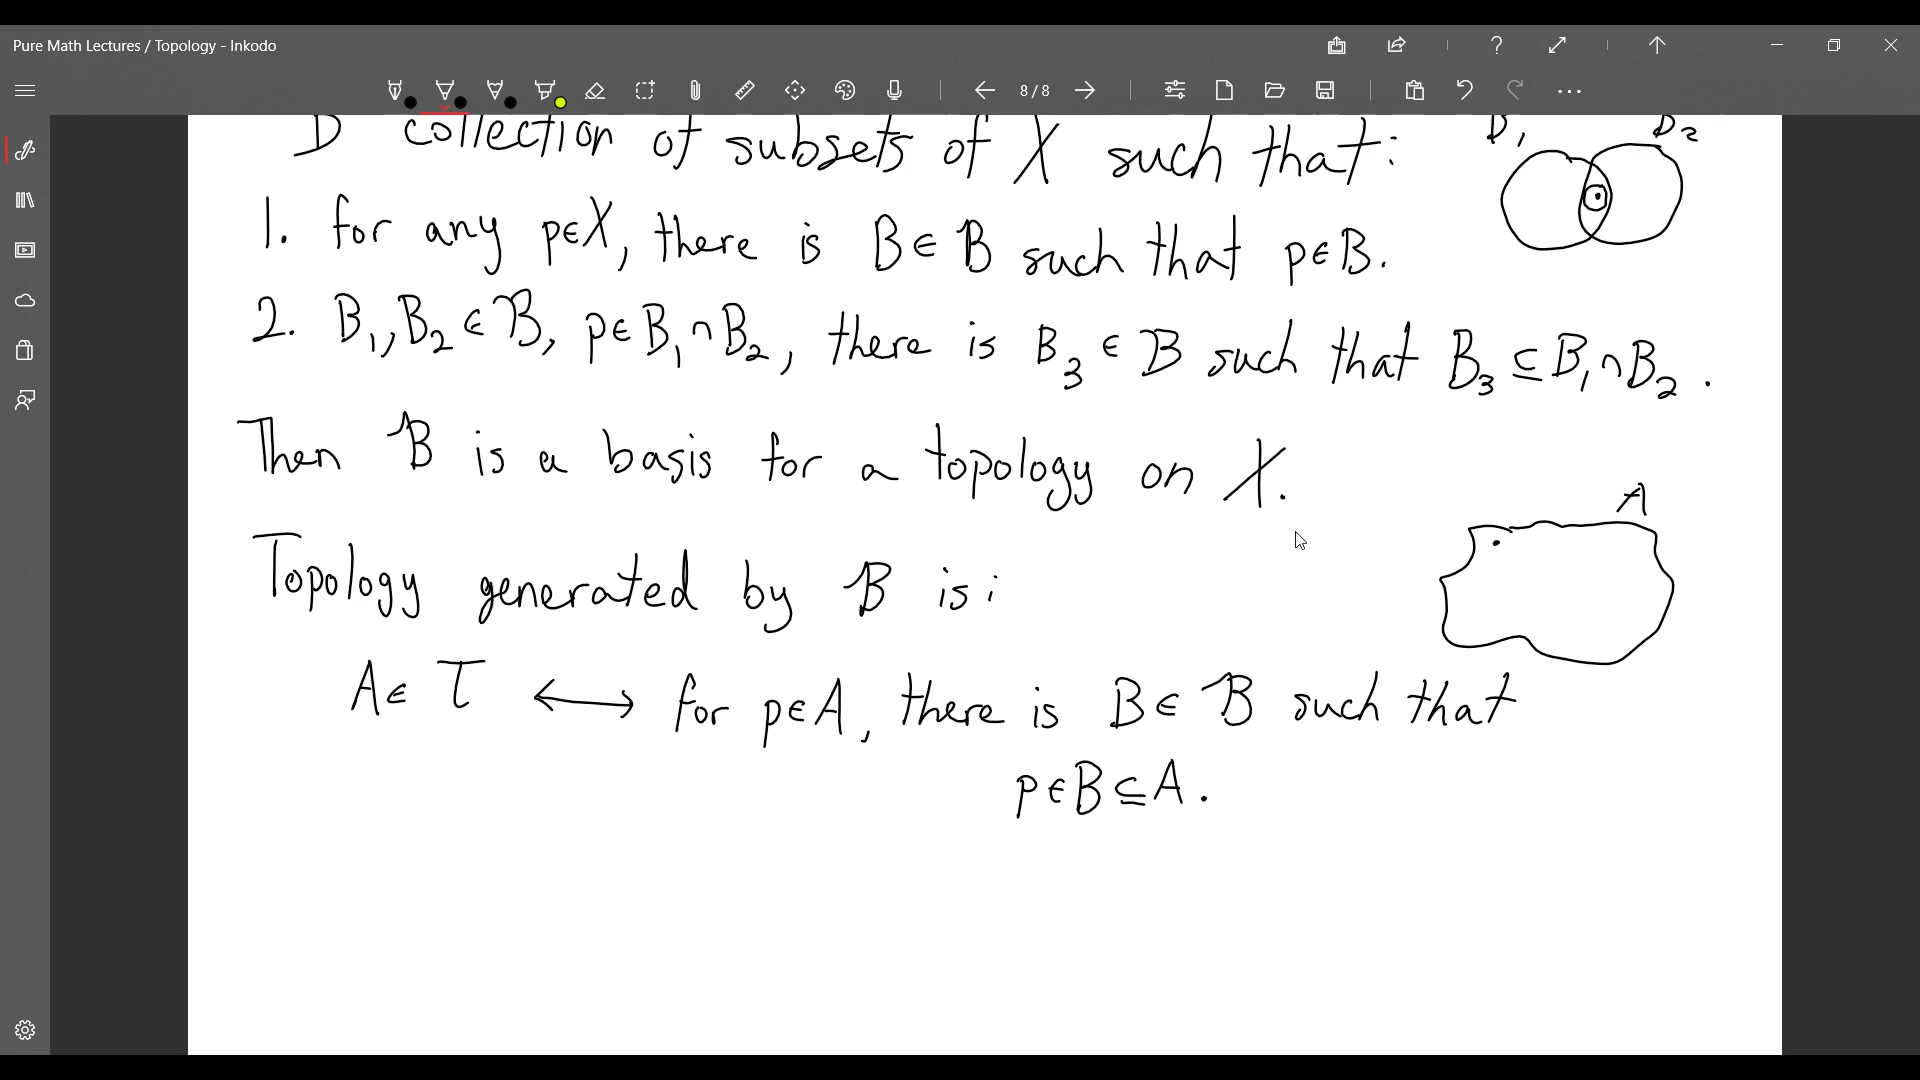 Pure Math Lectures / Topology - Inkodo
8 / 8
B collection of subsets of X such that:
B₁ B₂
1. for any p∈X, there is B∈ℬ such that p∈B.
2. B₁,B₂∈ℬ, p∈B₁∩B₂, there is B₃∈ℬ such that B₃⊆B₁∩B₂.
Then ℬ is a basis for a topology on X.
A
Topology generated by ℬ is:
A∈ T ⟷ for p∈A, there is B∈ ℬ such that
p∈B⊆A.